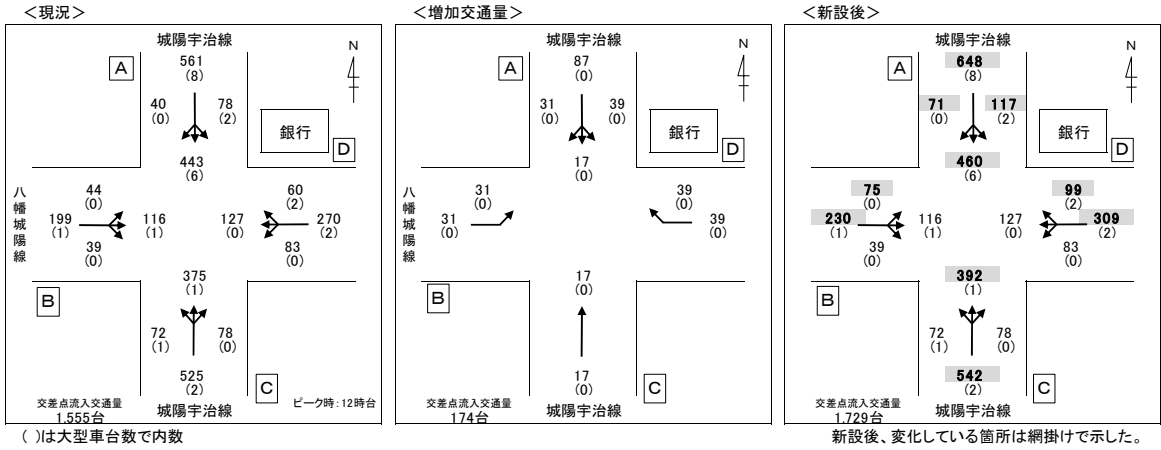 <現況>
城陽宇治線
N
A
561
(8)
40
(0)
78
(2)
銀行
D
443
(6)
八幡城陽線
44
(0)
60
(2)
199
(1)
116
(1)
127
(0)
270
(2)
39
(0)
83
(0)
375
(1)
B
72
(1)
78
(0)
525
(2)
C
交差点流入交通量
1,555台
城陽宇治線
ピーク時:12時台
<増加交通量>
城陽宇治線
N
A
87
(0)
31
(0)
39
(0)
銀行
D
17
(0)
31
(0)
39
(0)
31
(0)
39
(0)
17
(0)
B
17
(0)
C
交差点流入交通量
174台
城陽宇治線
<新設後>
城陽宇治線
N
A
648
(8)
71
(0)
117
(2)
銀行
D
460
(6)
75
(0)
99
(2)
230
(1)
116
(1)
127
(0)
309
(2)
39
(0)
83
(0)
392
(1)
B
72
(1)
78
(0)
542
(2)
C
交差点流入交通量
1,729台
城陽宇治線
( )は大型車台数で内数
新設後、変化している箇所は網掛けで示した。